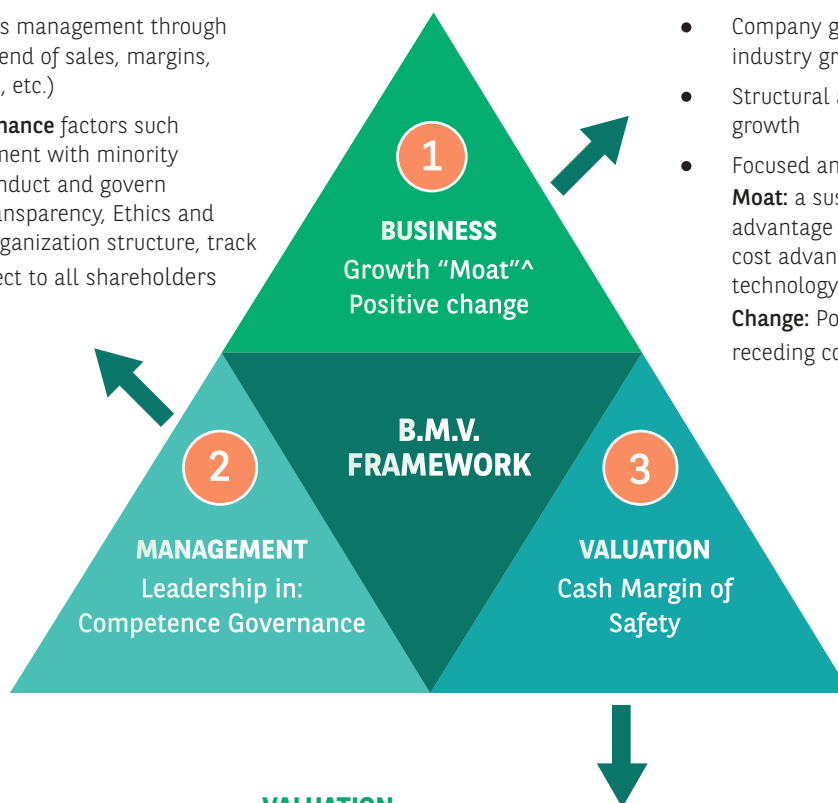 s management through
end of sales, margins,
, etc.)
nance factors such
ment with minority
nduct and govern
ansparency, Ethics and
rganization structure, track
ect to all shareholders
● Company g
industry gr
● Structural a
growth
● Focused an
Moat: a sus
advantage
cost advan
technology
Change: Po
receding co
1
BUSINESS
Growth “Moat”^
Positive change
B.M.V.
FRAMEWORK
2
MANAGEMENT
Leadership in:
Competence Governance
3
VALUATION
Cash Margin of
Safety
VALUATION